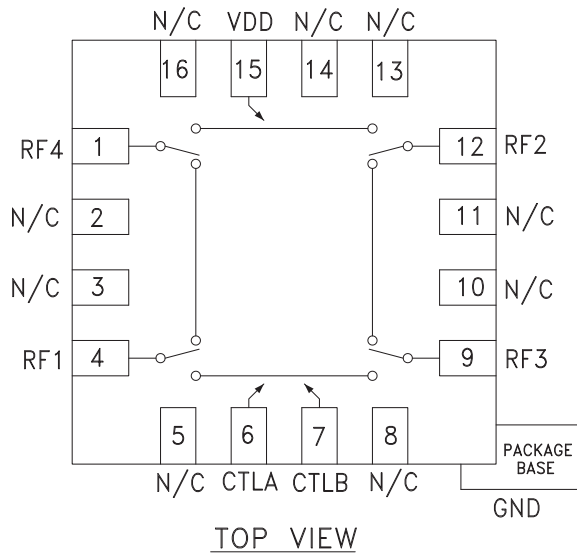 N/C VDD N/C N/C
16 15 14 13
RF4 1 12 RF2
N/C 2 11 N/C
N/C 3 10 N/C
RF1 4 9 RF3
5 6 7 8
N/C CTLA CTLB N/C
PACKAGE
BASE
GND
TOP VIEW